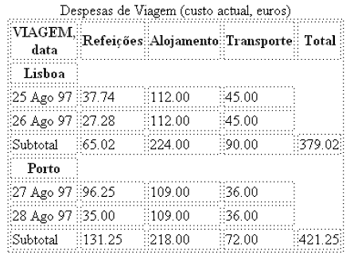 Despesas de Viagem (custo actual, euros)
VIAGEM, data Refeições Alojamento Transporte Total
Lisboa
25 Ago 97 37.74 112.00 45.00
26 Ago 97 27.28 112.00 45.00
Subtotal 65.02 224.00 90.00 379.02
Porto
27 Ago 97 96.25 109.00 36.00
28 Ago 97 35.00 109.00 36.00
Subtotal 131.25 218.00 72.00 421.25